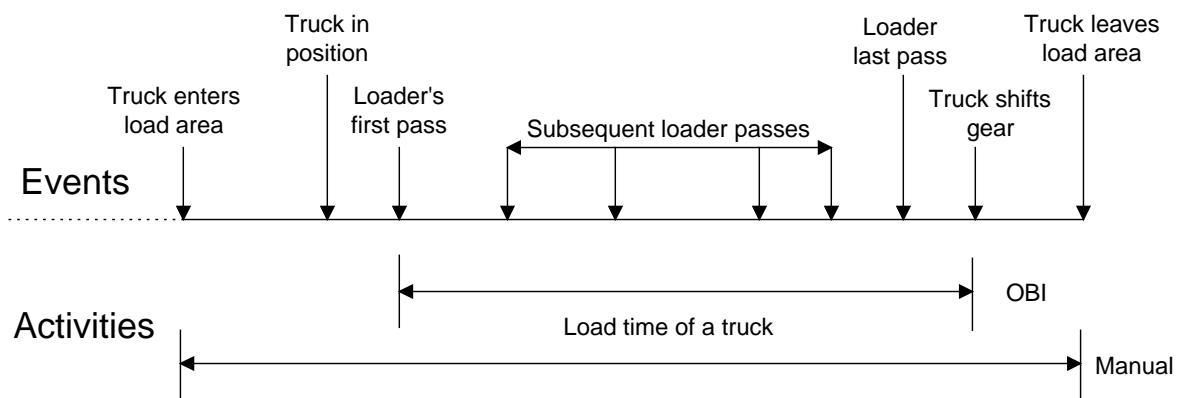 Truck in
position
Loader
last pass
Truck leaves
load area
Truck enters
load area
Loader's
first pass
Subsequent loader passes
Truck shifts
gear
Events
OBI
Activities
Load time of a truck
Manual